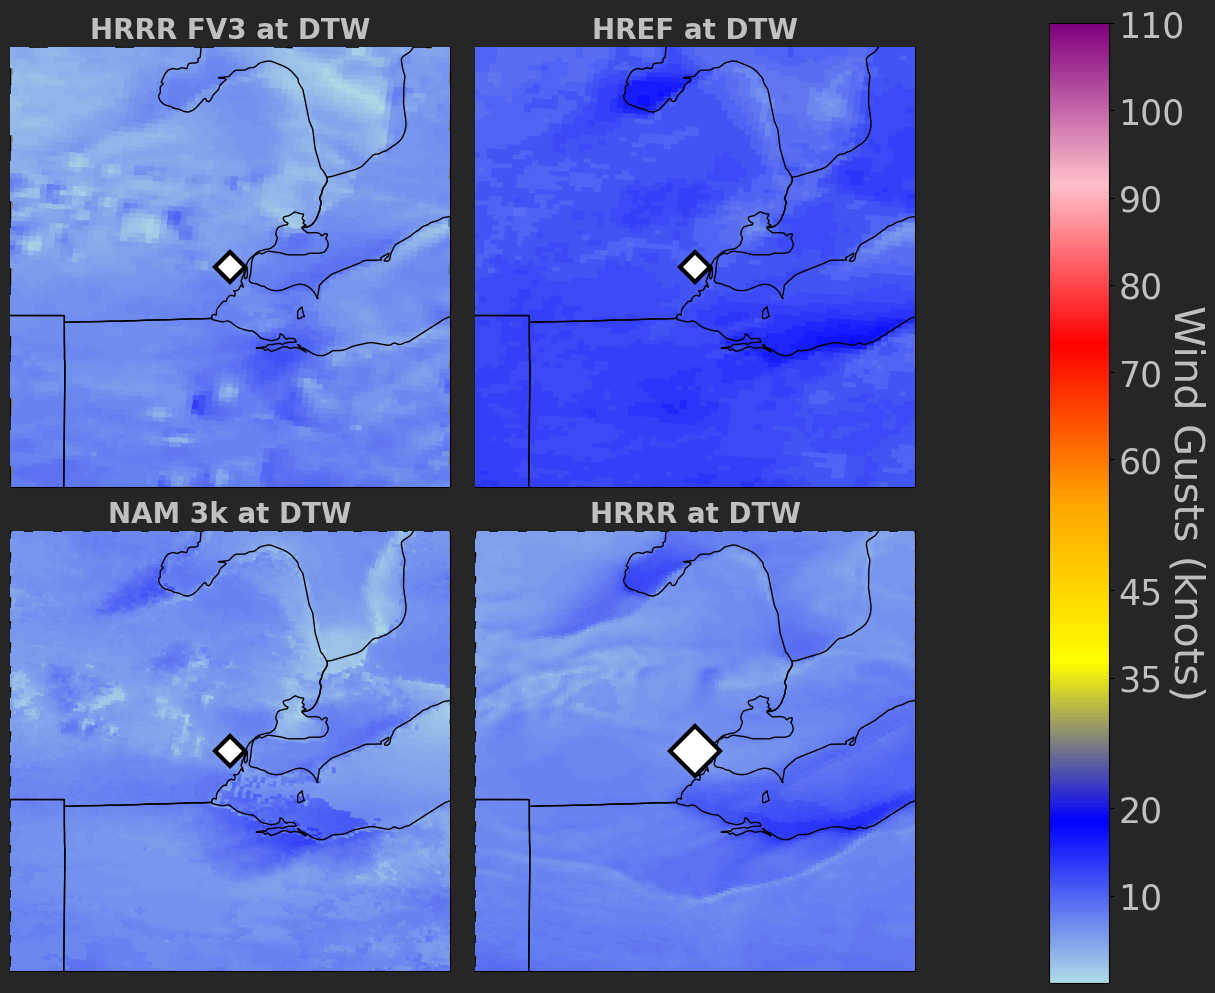 HRRR FV3 at DTW
HREF at DTW
NAM 3k at DTW
HRRR at DTW
110
100
90
80
70
60
45
35
20
10
Wind Gusts (knots)